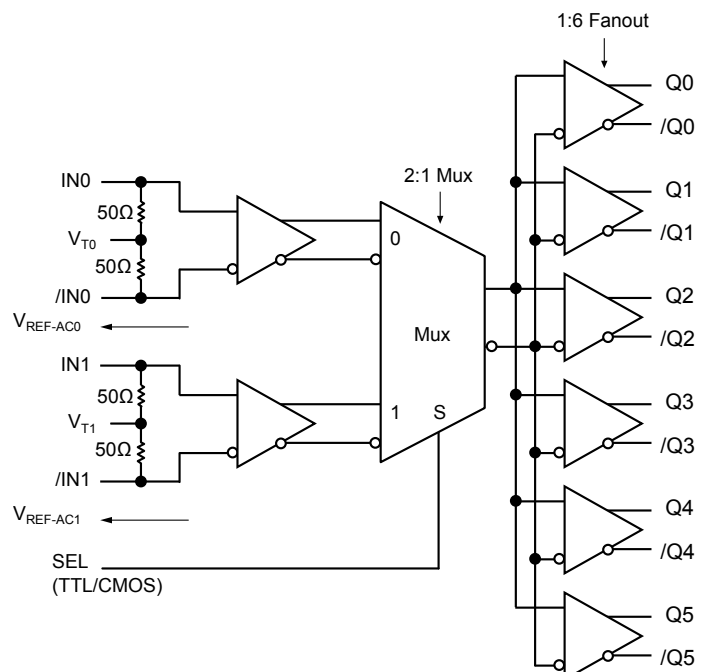 1:6 Fanout
Q0
/Q0
2:1 Mux
IN0
50Ω
VT0
50Ω
/IN0
VREF-AC0
0
Mux
1 S
IN1
50Ω
VT1
50Ω
/IN1
VREF-AC1
SEL
(TTL/CMOS)
Q1
/Q1
Q2
/Q2
Q3
/Q3
Q4
/Q4
Q5
/Q5